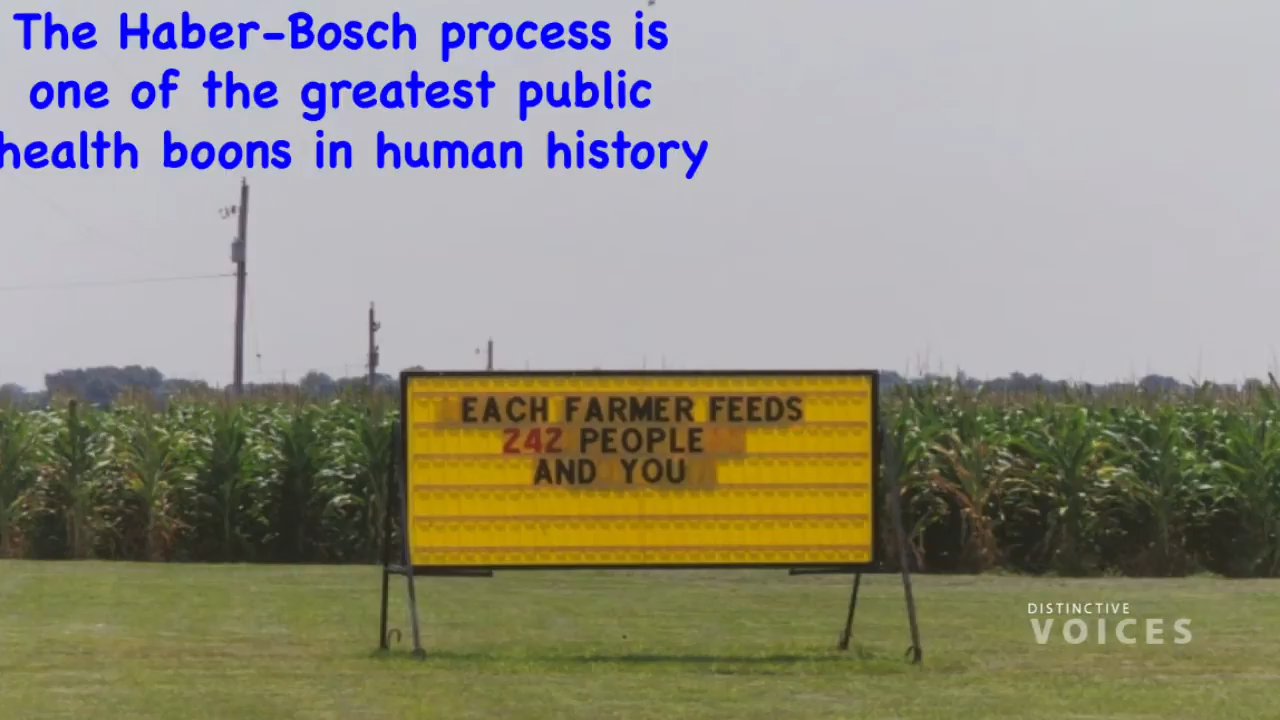 The Haber-Bosch process is
one of the greatest public
health boons in human history
EACH FARMER FEEDS
242 PEOPLE
AND YOU
DISTINCTIVE
VOICES